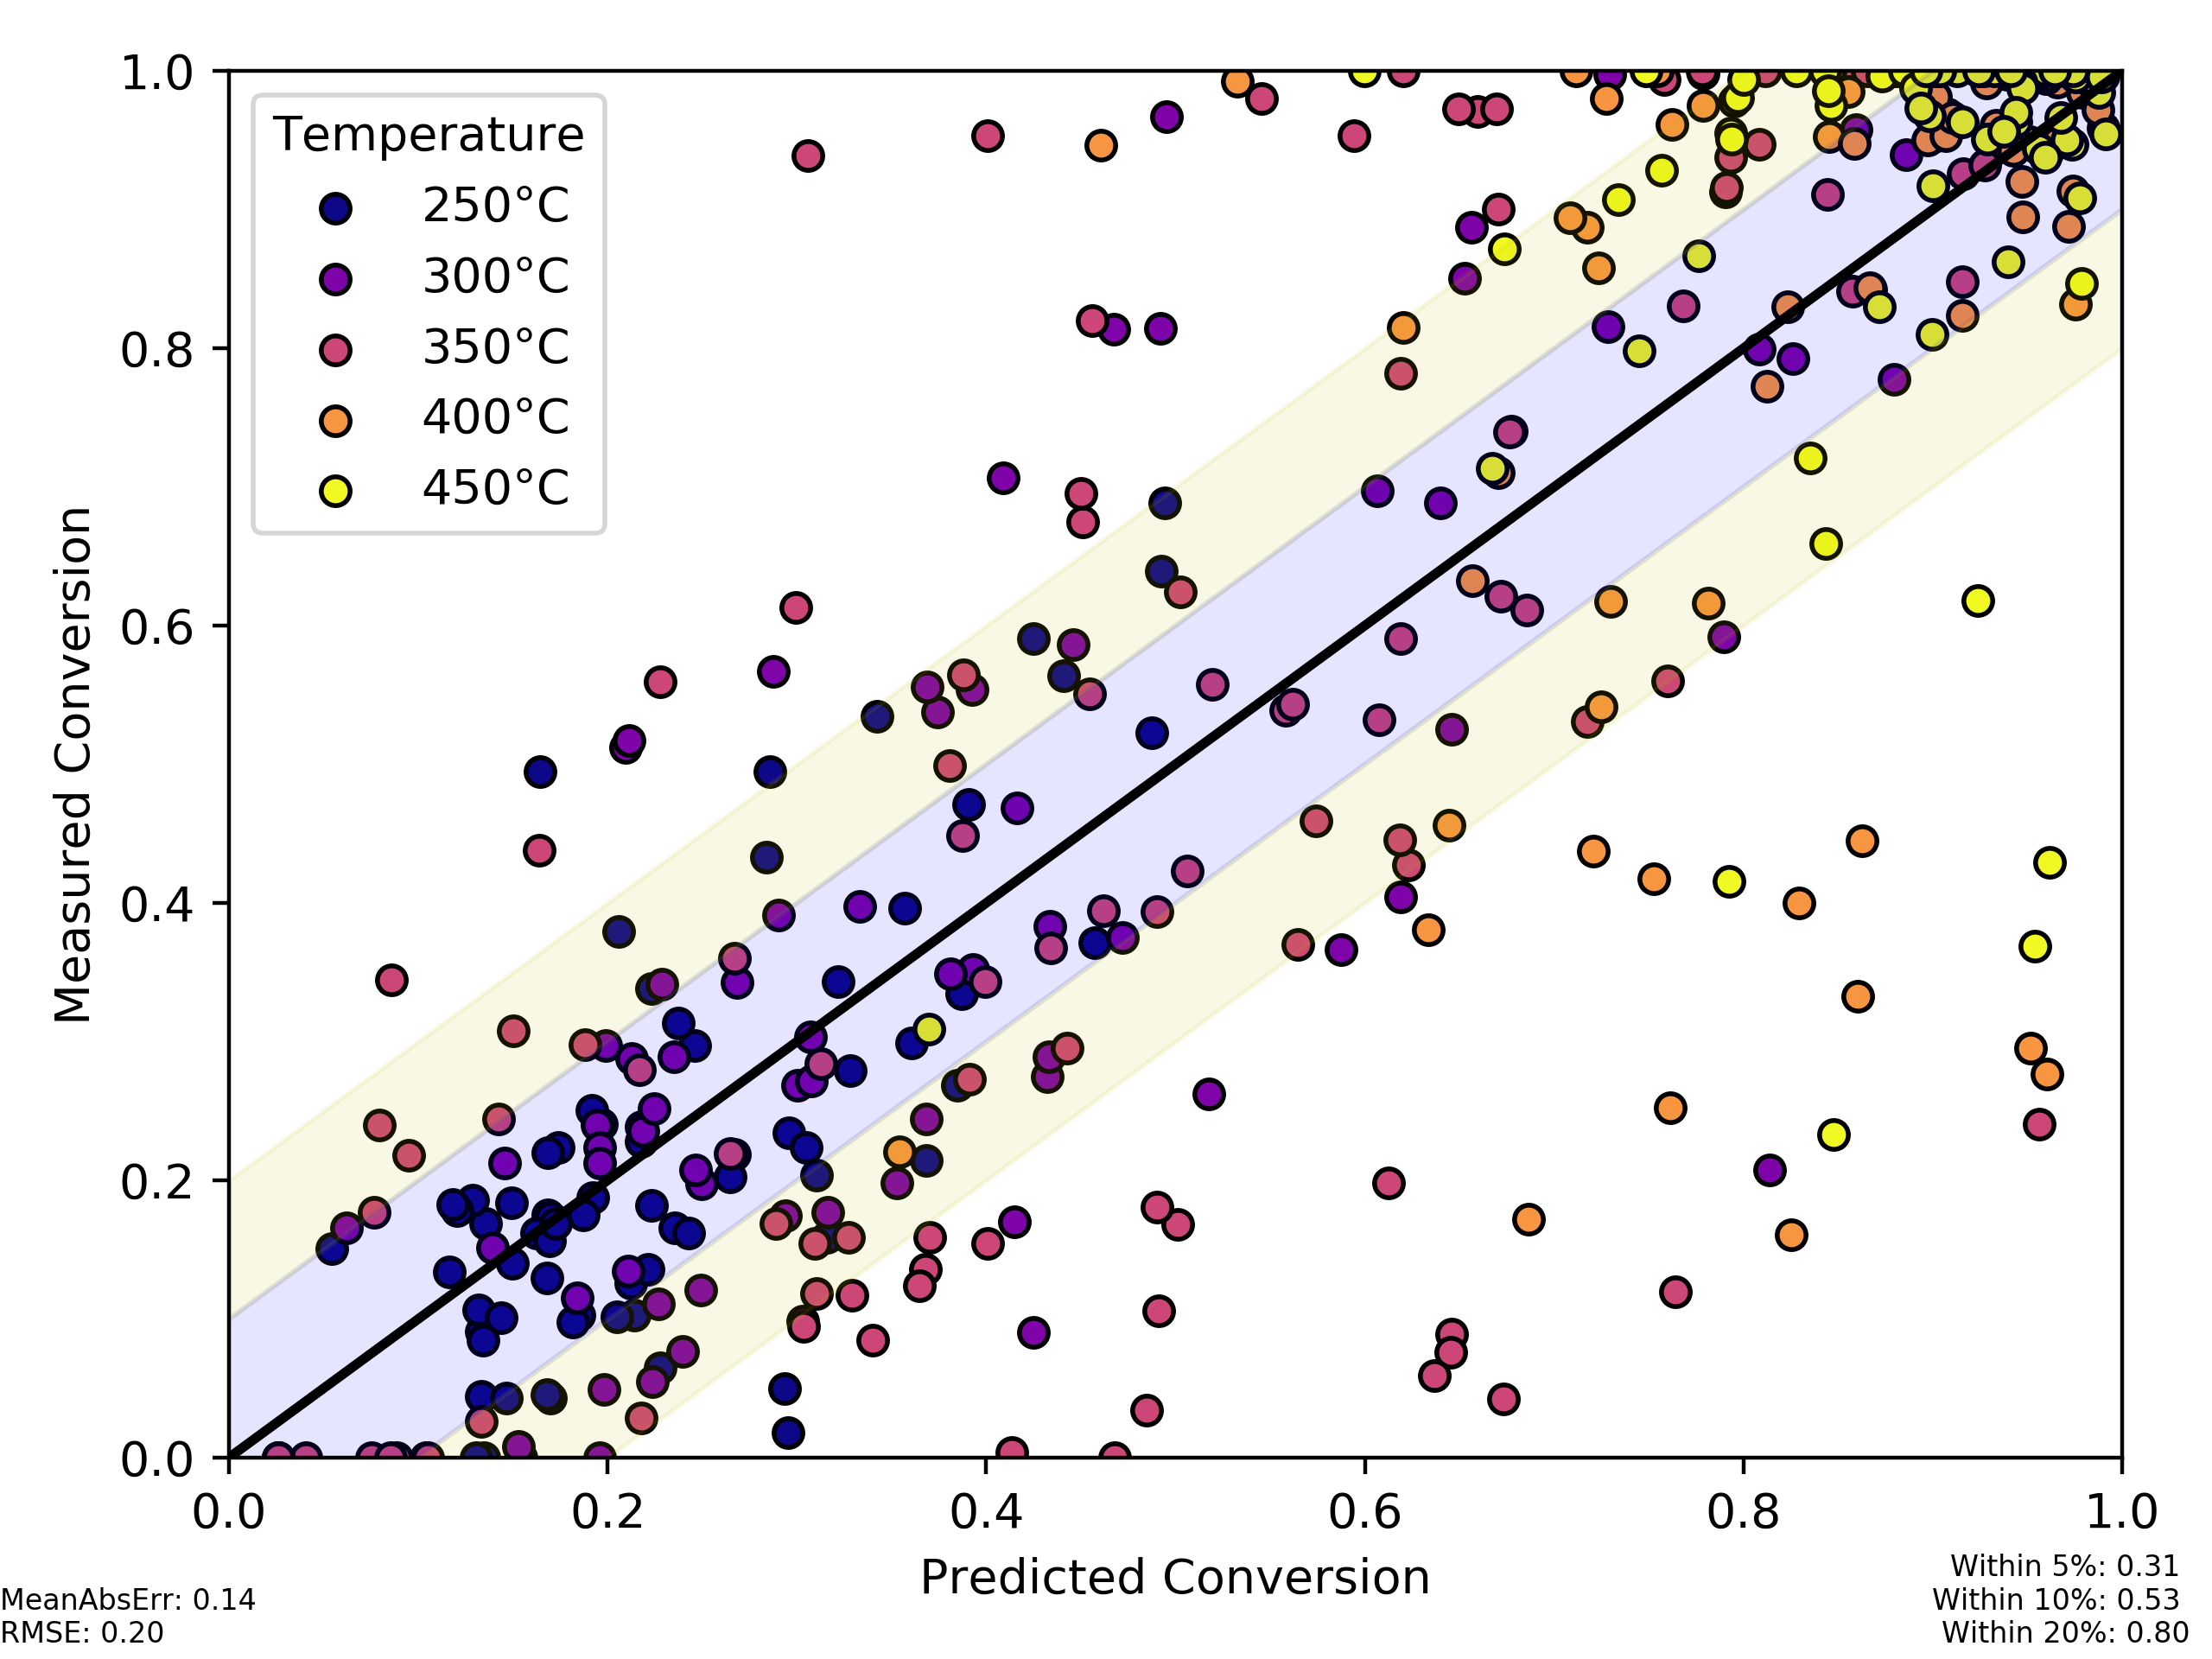 1.0
0.8
0.6
0.4
0.2
0.0
Measured Conversion
Temperature
250°C
300°C
350°C
400°C
450°C
0.0 0.2 0.4 0.6 0.8 1.0
Predicted Conversion
MeanAbsErr: 0.14
RMSE: 0.20
Within 5%: 0.31
Within 10%: 0.53
Within 20%: 0.80